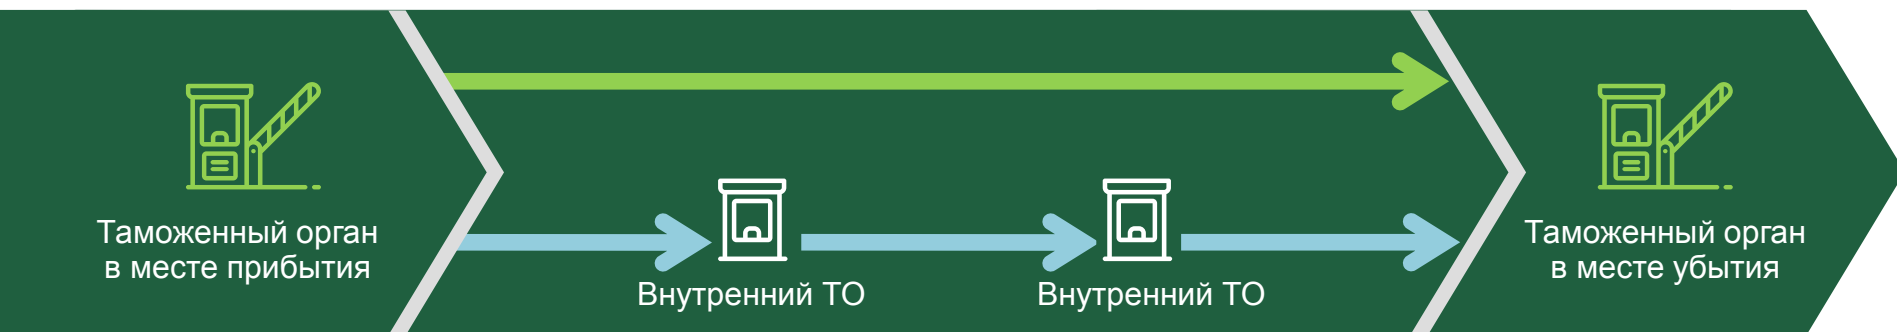 Таможенный орган
в месте прибытия
Внутренний ТО
Внутренний ТО
Таможенный орган
в месте убытия